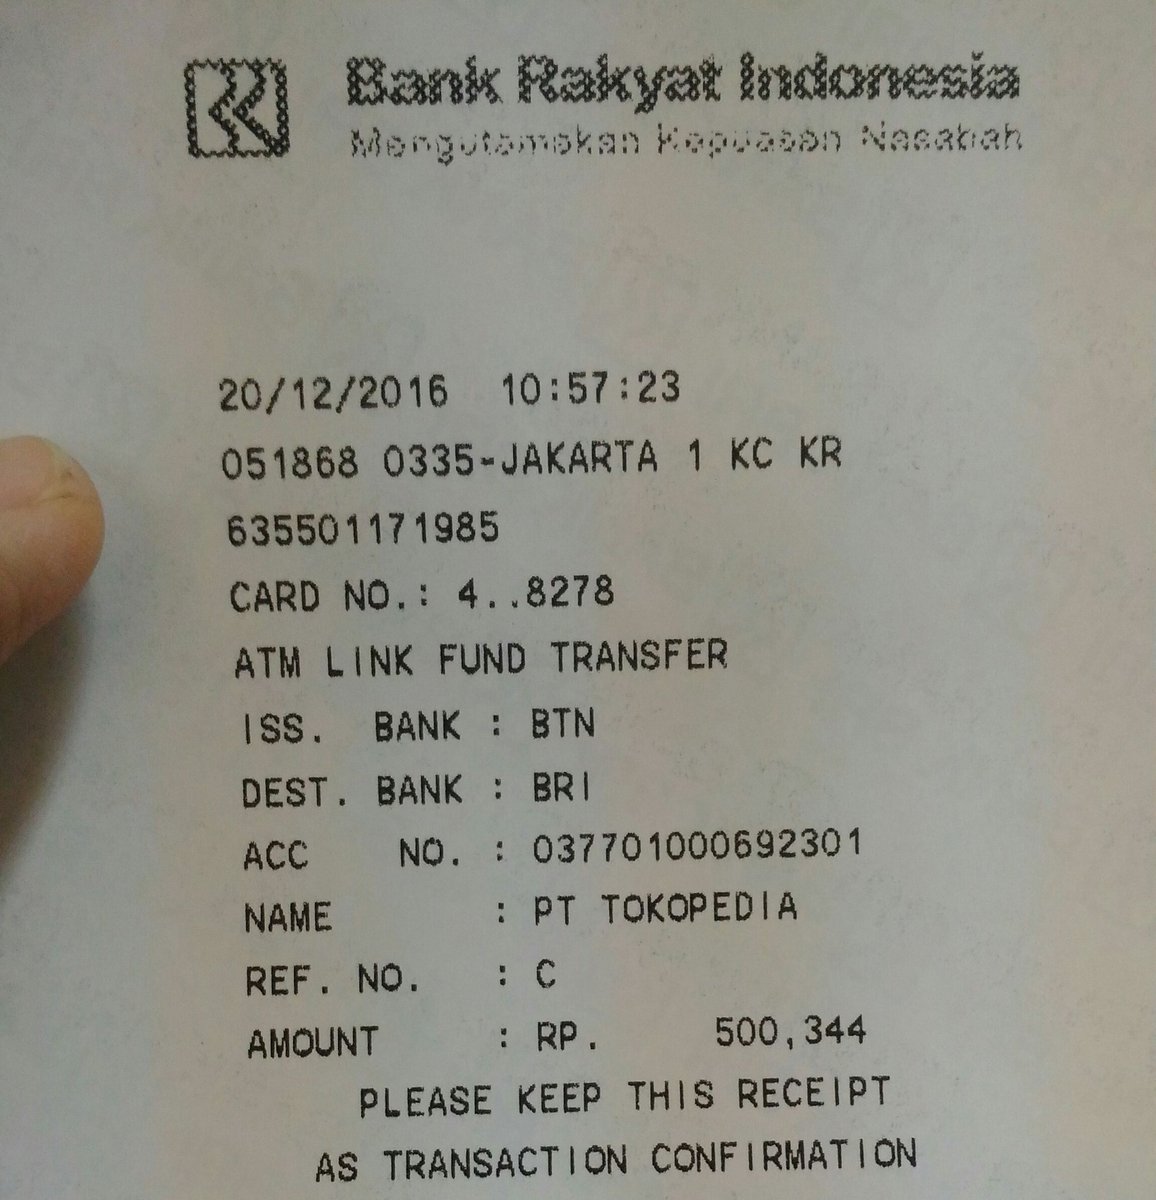 Bank Rakyat Indonesia
Mengutamakan Kepuasan Nasabah
20/12/2016 10:57:23
051868 0335-JAKARTA 1 KC KR
635501171985
CARD NO.: 4..8278
ATM LINK FUND TRANSFER
ISS. BANK : BTN
DEST. BANK : BRI
ACC NO. : 037701000692301
NAME : PT TOKOPEDIA
REF. NO. : C
AMOUNT : RP. 500,344
PLEASE KEEP THIS RECEIPT
AS TRANSACTION CONFIRMATION